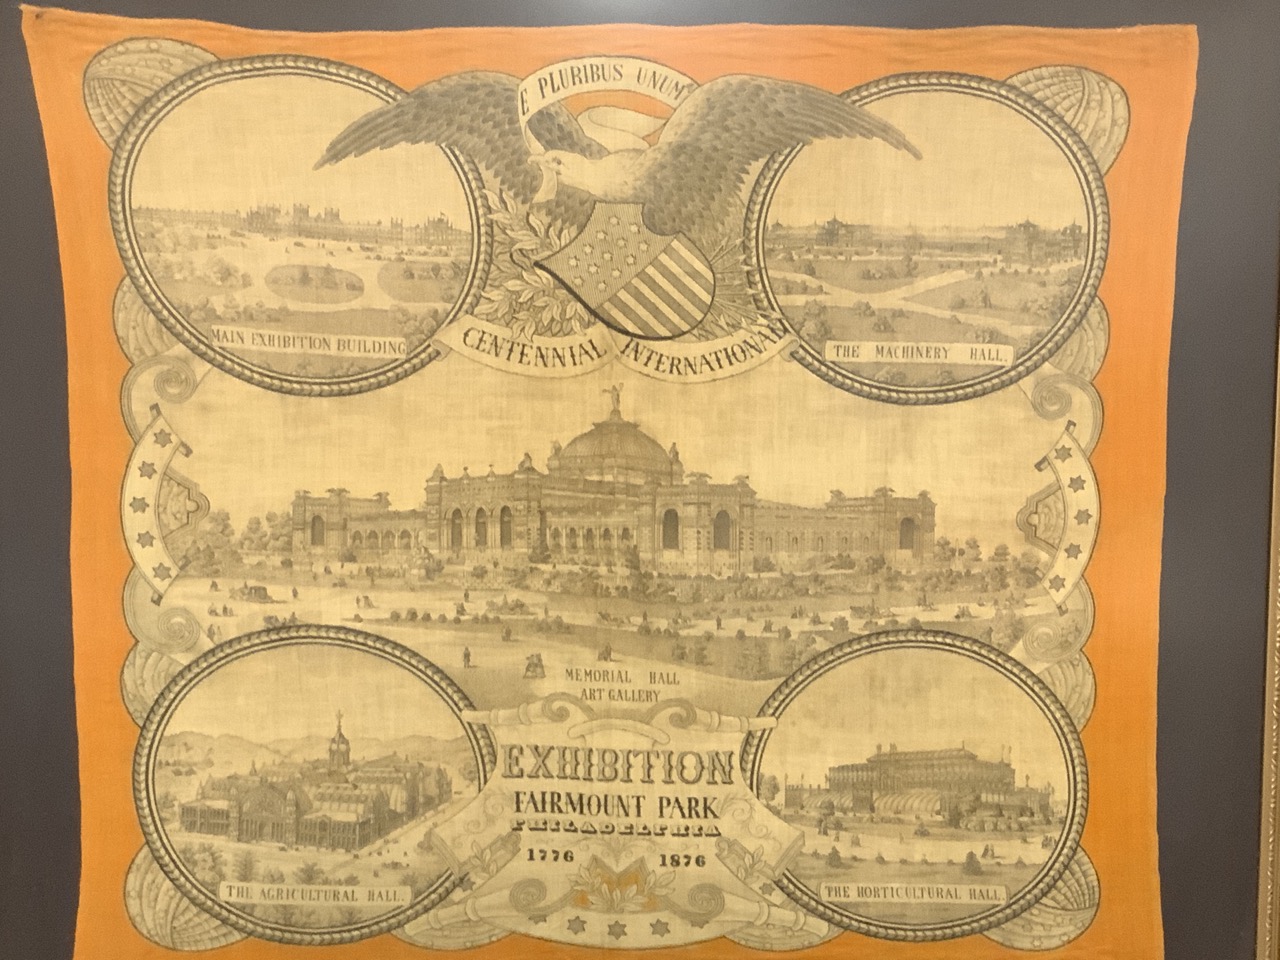 E PLURIBUS UNUM
MAIN EXHIBITION BUILDING
THE MACHINERY HALL.
CENTENNIAL INTERNATIONAL
MEMORIAL HALL
ART GALLERY
EXHIBITION
FAIRMOUNT PARK
PHILADELPHIA
1776 1876
THE AGRICULTURAL HALL.
THE HORTICULTURAL HALL.